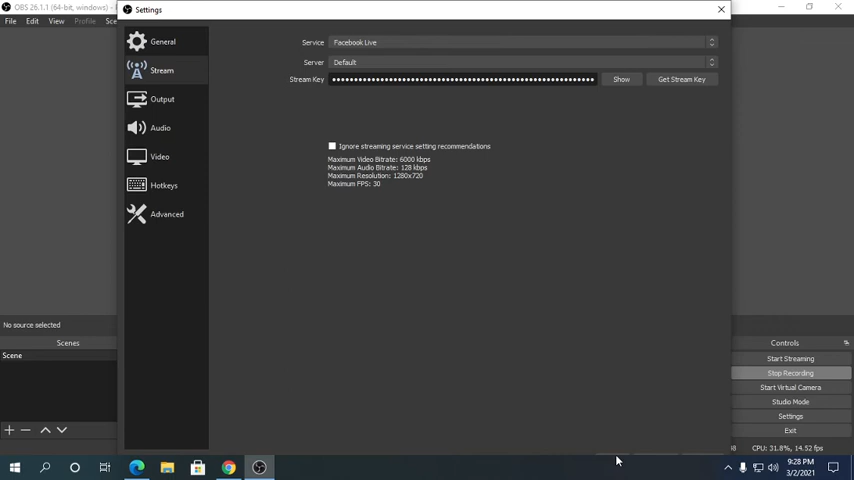 OBS 26.1.1 (64-bit, windows)
Settings
File Edit View Profile Sce
General
Stream
Output
Audio
Video
Hotkeys
Advanced
Service Facebook Live
Server Default
Stream Key Show Get Stream Key
Ignore streaming service setting recommendations
Maximum Video Bitrate: 6000 kbps
Maximum Audio Bitrate: 128 kbps
Maximum Resolution: 1280x720
Maximum FPS: 30
No source selected
Scenes
Scene
Controls
Start Streaming
Stop Recording
Start Virtual Camera
Studio Mode
Settings
Exit
CPU: 31.8%, 14.52 fps
9:28 PM
3/2/2021